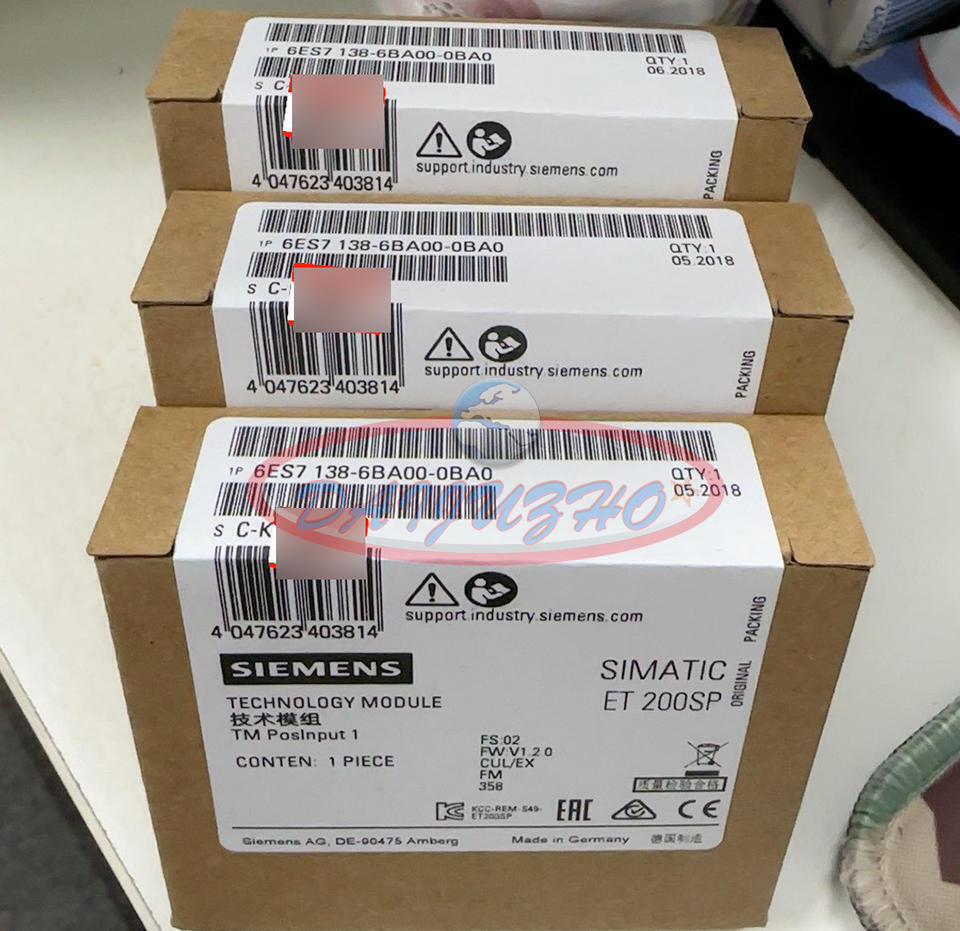 1P 6ES7 138-6BA00-0BA0
QTY:1
06.2018
S C-
4 047623 403814
support.industry.siemens.com
PACKING
1P 6ES7 138-6BA00-0BA0
QTY:1
05.2018
S C-
4 047623 403814
support.industry.siemens.com
PACKING
1P 6ES7 138-6BA00-0BA0
QTY:1
05.2018
DAIJUZHO
S C-K
4 047623 403814
support.industry.siemens.com
ORIGINAL PACKING
SIEMENS
SIMATIC
ET 200SP
TECHNOLOGY MODULE
技术模组
TM PosInput 1
CONTEN: 1 PIECE
FS:02
FW:V1.2.0
CUL/EX
FM
358
质量检验合格
KCC-REM-S49-
ET200SP
EAC
CE
Siemens AG, DE-90475 Amberg
Made in Germany
德国制造